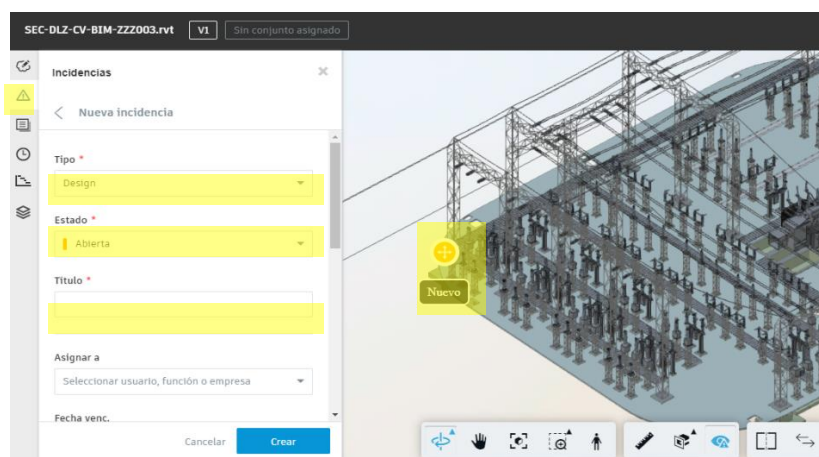 SEC-DLZ-CV-BIM-ZZZ003.rvt V1 Sin conjunto asignado
Incidencias
Nueva incidencia
Tipo *
Design
Estado *
Abierta
Título *
Nuevo
Asignar a
Seleccionar usuario, función o empresa
Fecha venc.
Cancelar Crear